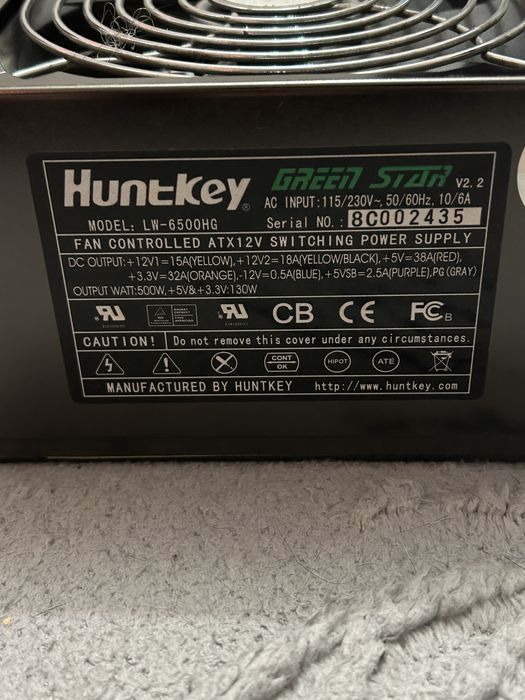 Huntkey® GREEN STAR V2.2
AC INPUT:115/230V~, 50/60Hz, 10/6A
MODEL: LW-6500HG Serial NO.: 8C002435
FAN CONTROLLED ATX12V SWITCHING POWER SUPPLY
DC OUTPUT:+12V1=15A(YELLOW),+12V2=18A(YELLOW/BLACK),+5V=38A(RED),
+3.3V=32A(ORANGE),-12V=0.5A(BLUE),+5VSB=2.5A(PURPLE),PG(GRAY)
OUTPUT WATT:500W,+5V&+3.3V:130W
CB CE FC B
CAUTION! Do not remove this cover under any circumstances.
CONT OK HIPOT ATE
MANUFACTURED BY HUNTKEY http://www.huntkey.com